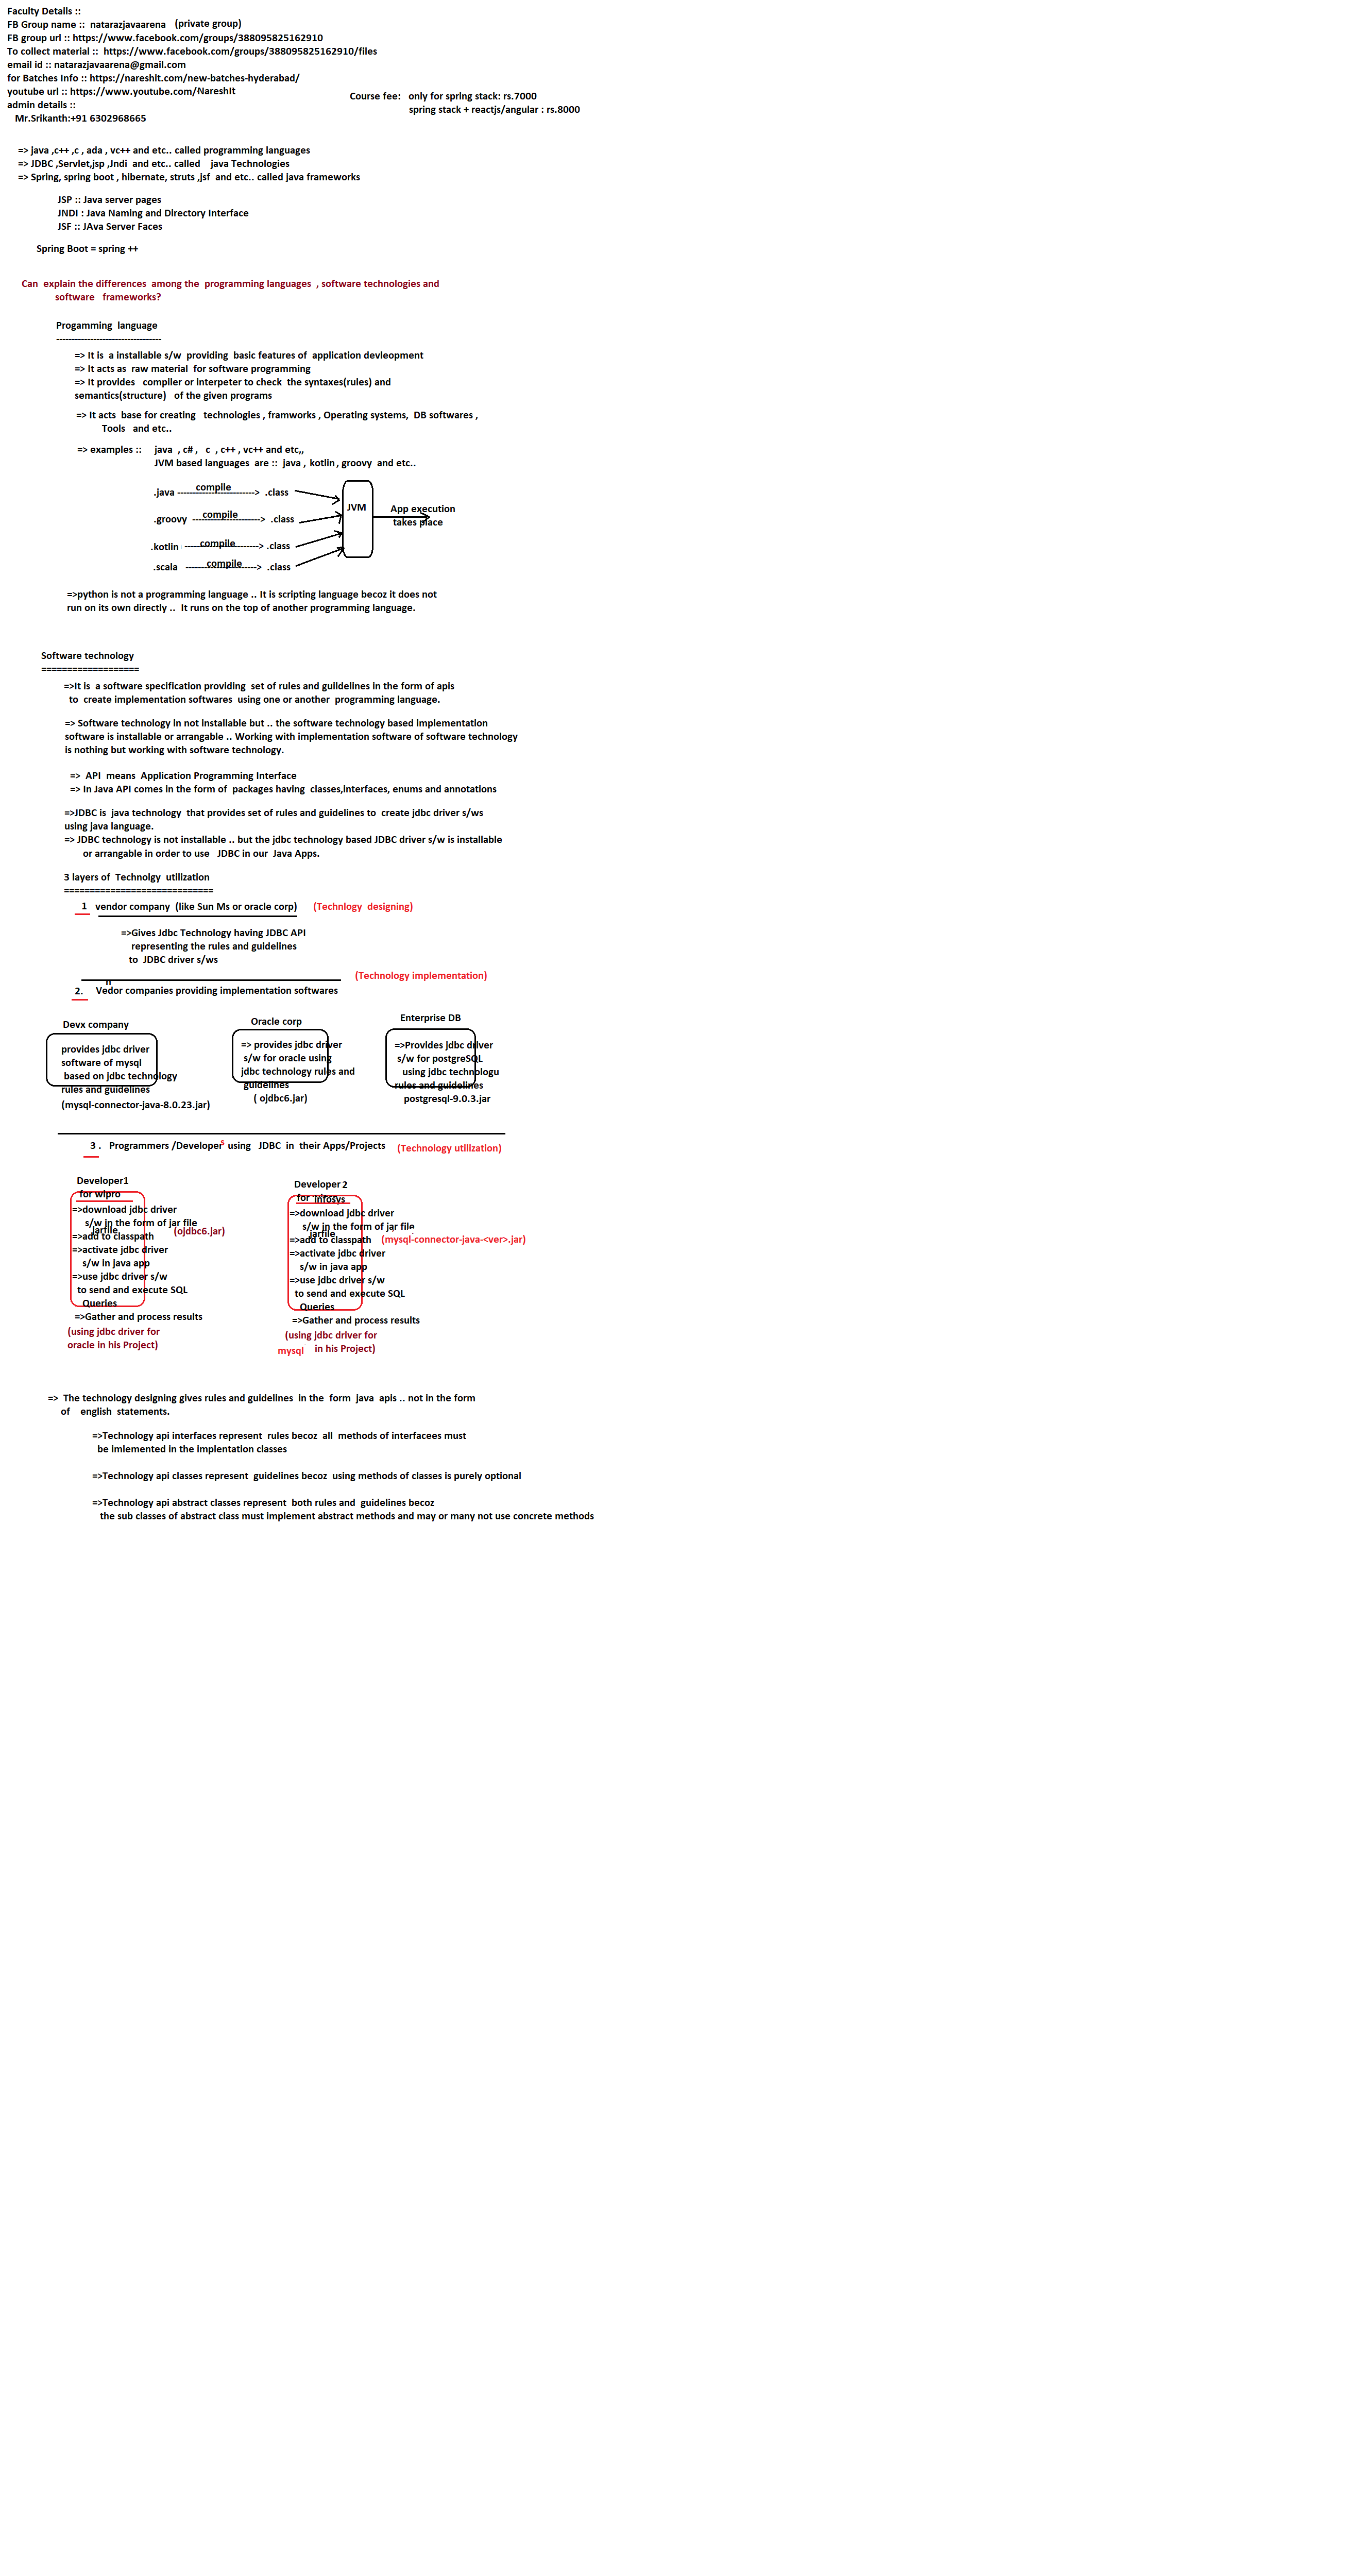 Faculty Details ::
FB Group name ::  natarazjavaarena   (private group)
FB group url :: https://www.facebook.com/groups/388095825162910
To collect material ::  https://www.facebook.com/groups/388095825162910/files
email id :: natarazjavaarena@gmail.com
for Batches Info :: https://nareshit.com/new-batches-hyderabad/
youtube url :: https://www.youtube.com/NareshIt
admin details ::
Mr.Srikanth:+91 6302968665
Course fee:   only for spring stack: rs.7000
spring stack + reactjs/angular : rs.8000
=> java ,c++ ,c , ada , vc++ and etc.. called programming languages
=> JDBC ,Servlet,jsp ,Jndi  and etc.. called    java Technologies
=> Spring, spring boot , hibernate, struts ,jsf  and etc.. called java frameworks
JSP :: Java server pages
JNDI : Java Naming and Directory Interface
JSF :: JAva Server Faces
Spring Boot = spring ++
Can  explain the differences  among the  programming languages  , software technologies and
software   frameworks?
Progamming  language
----------------------------------
=> It is  a installable s/w  providing  basic features of  application devleopment
=> It acts as  raw material  for software programming
=> It provides   compiler or interpeter to check  the syntaxes(rules) and
semantics(structure)   of the given programs
=> It acts  base for creating   technologies , framworks , Operating systems,  DB softwares ,
Tools   and etc..
=> examples ::     java  , c# ,   c  , c++ , vc++ and etc,,
JVM based languages  are ::  java , kotlin , groovy  and etc..
.java ------------------------->  .class
compile
JVM
App execution
takes place
.groovy  ---------------------->  .class
compile
.kotlin  ------------------------> .class
compile
.scala   ----------------------->  .class
compile
=>python is not a programming language .. It is scripting language becoz it does not
run on its own directly ..  It runs on the top of another programming language.
Software technology
===================
=>It is  a software specification providing  set of rules and guildelines in the form of apis
to  create implementation softwares  using one or another  programming language.
=> Software technology in not installable but .. the software technology based implementation
software is installable or arrangable .. Working with implementation software of software technology
is nothing but working with software technology.
=>  API  means  Application Programming Interface
=> In Java API comes in the form of  packages having  classes,interfaces, enums and annotations
=>JDBC is  java technology  that provides set of rules and guidelines to  create jdbc driver s/ws
using java language.
=> JDBC technology is not installable .. but the jdbc technology based JDBC driver s/w is installable
or arrangable in order to use   JDBC in our  Java Apps.
3 layers of  Technolgy  utilization
=============================
1   vendor company  (like Sun Ms or oracle corp)      (Technlogy  designing)
=>Gives Jdbc Technology having JDBC API
representing the rules and guidelines
to  JDBC driver s/ws
(Technology implementation)
n
2.     Vedor companies providing implementation softwares
Devx company
provides jdbc driver
software of mysql
based on jdbc technology
rules and guidelines
(mysql-connector-java-8.0.23.jar)
Oracle corp
=> provides jdbc driver
s/w for oracle using
jdbc technology rules and
guidelines
( ojdbc6.jar)
Enterprise DB
=>Provides jdbc driver
s/w for postgreSQL
using jdbc technologu
rules and guidelines
postgresql-9.0.3.jar
3 .   Programmers /Developers  using   JDBC  in  their Apps/Projects     (Technology utilization)
Developer1
for wipro
=>download jdbc driver
s/w in the form of jar file
jarfile
=>add to classpath
(ojdbc6.jar)
=>activate jdbc driver
s/w in java app
=>use jdbc driver s/w
to send and execute SQL
Queries
=>Gather and process results
(using jdbc driver for
oracle in his Project)
Developer 2
for infosys
=>download jdbc driver
s/w in the form of jar file
jarfile
=>add to classpath    (mysql-connector-java-<ver>.jar)
=>activate jdbc driver
s/w in java app
=>use jdbc driver s/w
to send and execute SQL
Queries
=>Gather and process results
(using jdbc driver for
mysql   in his Project)
=>  The technology designing gives rules and guidelines  in the  form  java  apis .. not in the form
of    english  statements.
=>Technology api interfaces represent  rules becoz  all  methods of interfacees must
be imlemented in the implentation classes
=>Technology api classes represent  guidelines becoz  using methods of classes is purely optional
=>Technology api abstract classes represent  both rules and  guidelines becoz
the sub classes of abstract class must implement abstract methods and may or many not use concrete methods